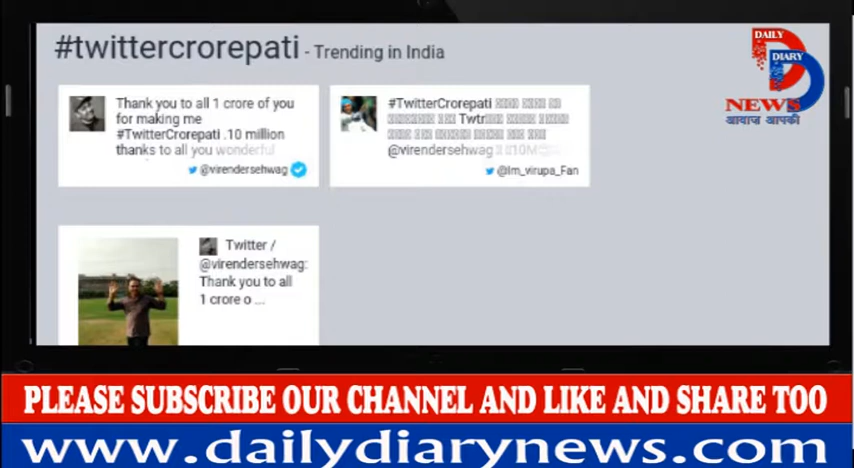 #twittercrorepati - Trending in India
DAILY
DIARY
NEWS
आवाज़ आपकी
Thank you to all 1 crore of you
for making me
#TwitterCrorepati .10 million
thanks to all you wonderful
@virendersehwag
#TwitterCrorepati
Twtr
@virendersehwag
10M
@Im_virupa_Fan
Twitter /
@virendersehwag:
Thank you to all
1 crore o ...
PLEASE SUBSCRIBE OUR CHANNEL AND LIKE AND SHARE TOO
www.dailydiarynews.com